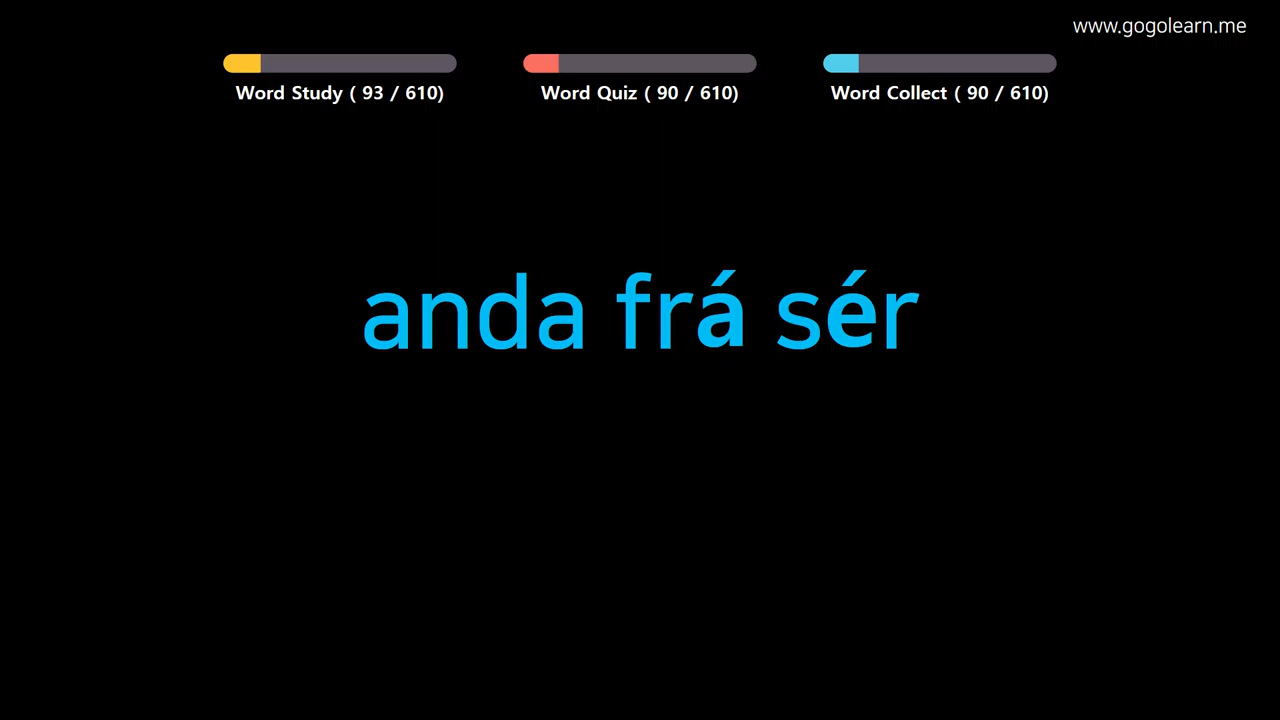 www.gogolearn.me
Word Study ( 93 / 610)
Word Quiz ( 90 / 610)
Word Collect ( 90 / 610)
anda frá sér